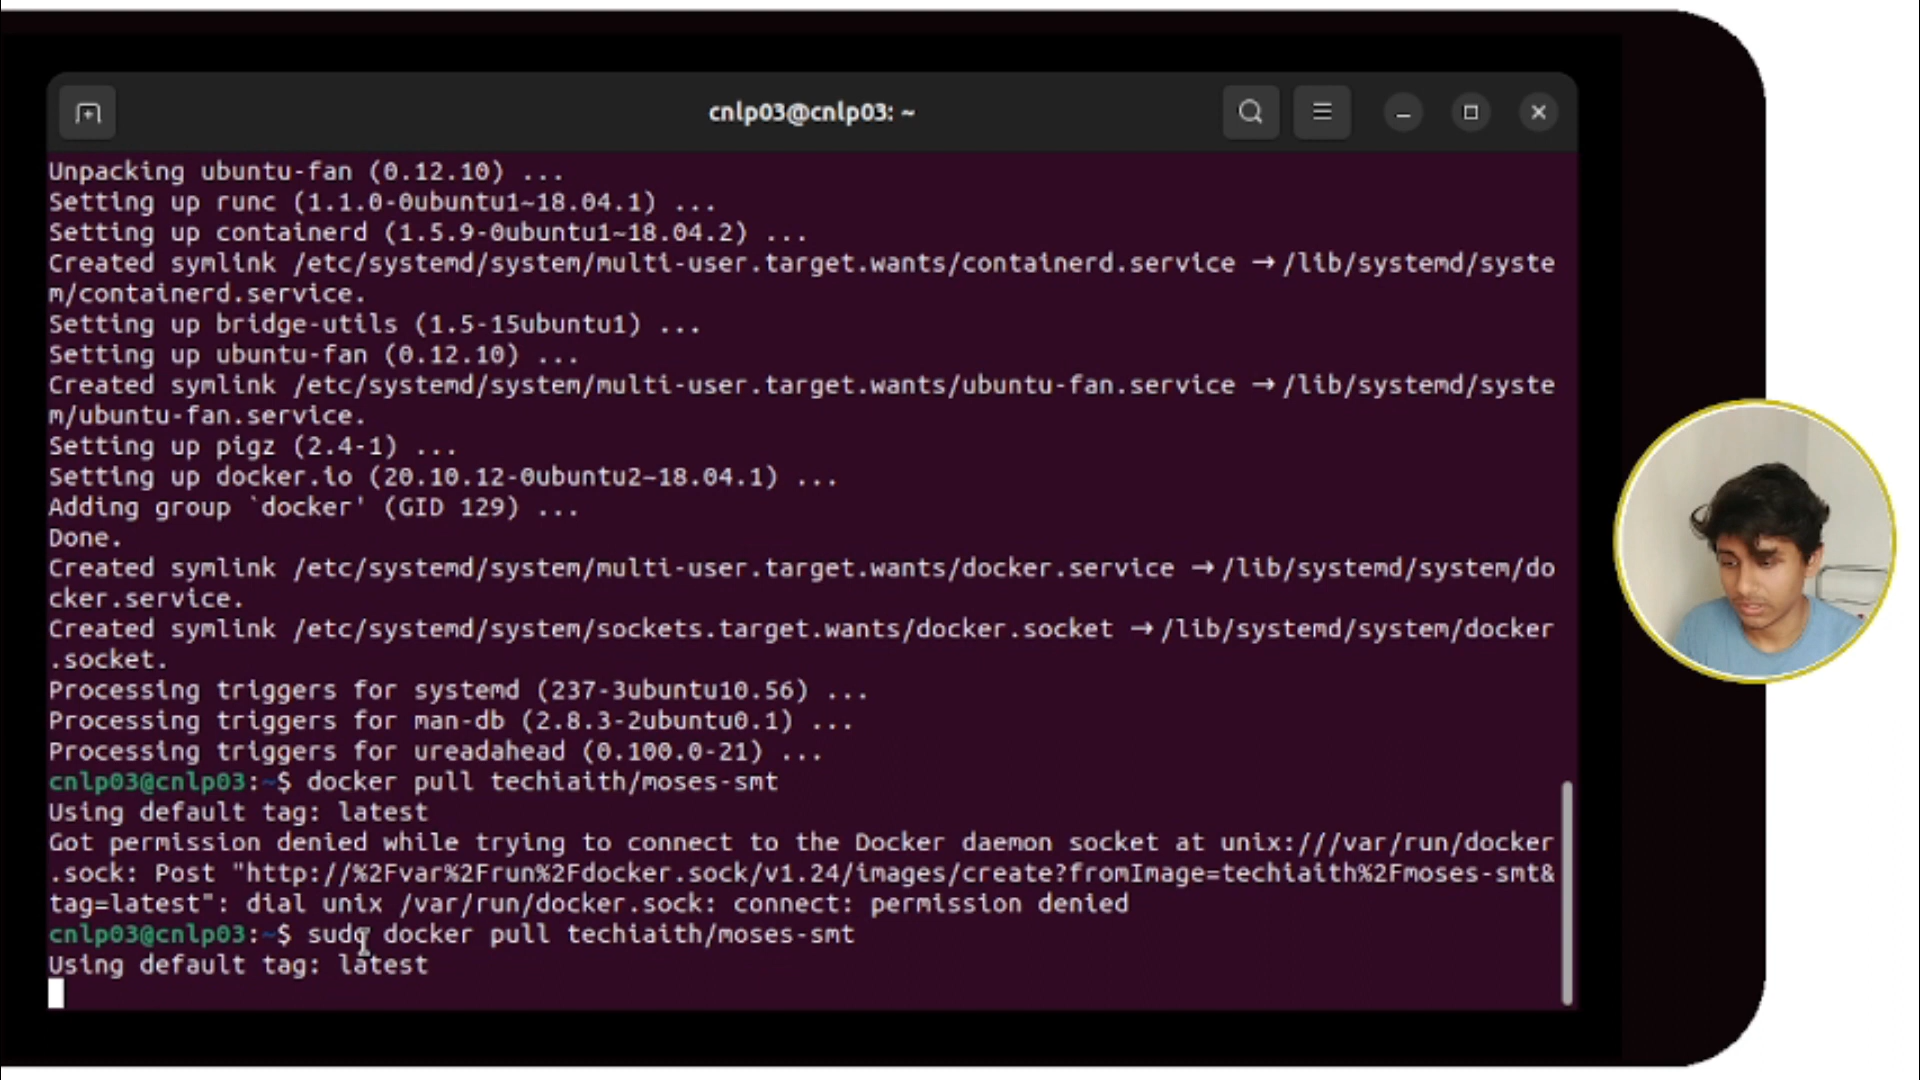 cnlp03@cnlp03: ~
Unpacking ubuntu-fan (0.12.10) ...
Setting up runc (1.1.0-0ubuntu1~18.04.1) ...
Setting up containerd (1.5.9-0ubuntu1~18.04.2) ...
Created symlink /etc/systemd/system/multi-user.target.wants/containerd.service → /lib/systemd/syste
m/containerd.service.
Setting up bridge-utils (1.5-15ubuntu1) ...
Setting up ubuntu-fan (0.12.10) ...
Created symlink /etc/systemd/system/multi-user.target.wants/ubuntu-fan.service → /lib/systemd/syste
m/ubuntu-fan.service.
Setting up pigz (2.4-1) ...
Setting up docker.io (20.10.12-0ubuntu2~18.04.1) ...
Adding group `docker' (GID 129) ...
Done.
Created symlink /etc/systemd/system/multi-user.target.wants/docker.service → /lib/systemd/system/do
cker.service.
Created symlink /etc/systemd/system/sockets.target.wants/docker.socket → /lib/systemd/system/docker
.socket.
Processing triggers for systemd (237-3ubuntu10.56) ...
Processing triggers for man-db (2.8.3-2ubuntu0.1) ...
Processing triggers for ureadahead (0.100.0-21) ...
cnlp03@cnlp03:~$ docker pull techiaith/moses-smt
Using default tag: latest
Got permission denied while trying to connect to the Docker daemon socket at unix:///var/run/docker
.sock: Post "http://%2Fvar%2Frun%2Fdocker.sock/v1.24/images/create?fromImage=techiaith%2Fmoses-smt&
tag=latest": dial unix /var/run/docker.sock: connect: permission denied
cnlp03@cnlp03:~$ sudo docker pull techiaith/moses-smt
Using default tag: latest